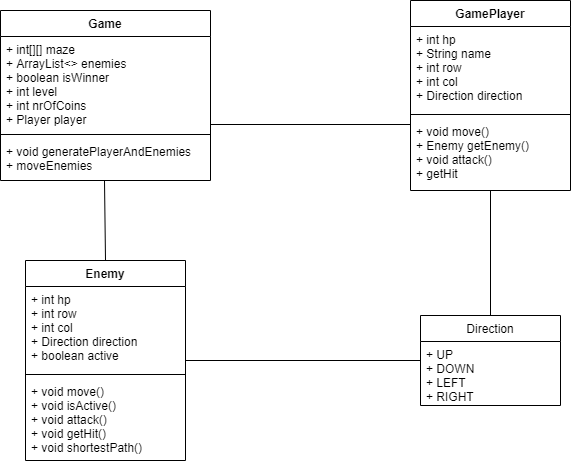 Game
+ int[][] maze
+ ArrayList<> enemies
+ boolean isWinner
+ int level
+ int nrOfCoins
+ Player player
+ void generatePlayerAndEnemies
+ moveEnemies
GamePlayer
+ int hp
+ String name
+ int row
+ int col
+ Direction direction
+ void move()
+ Enemy getEnemy()
+ void attack()
+ getHit
Enemy
+ int hp
+ int row
+ int col
+ Direction direction
+ boolean active
+ void move()
+ void isActive()
+ void attack()
+ void getHit()
+ void shortestPath()
Direction
+ UP
+ DOWN
+ LEFT
+ RIGHT